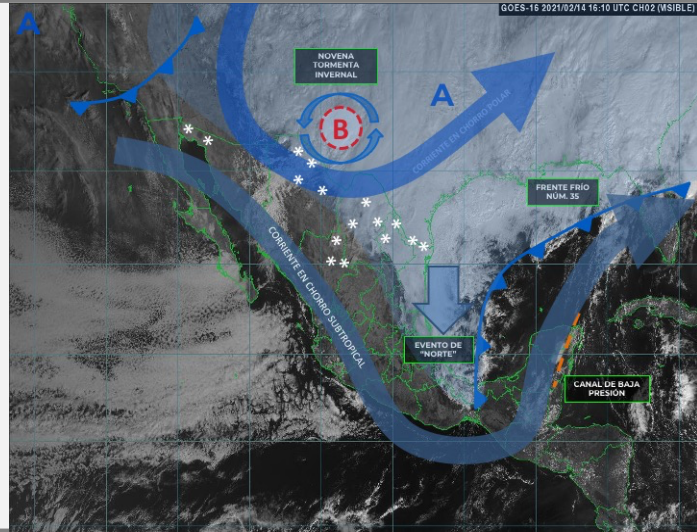 GOES-16 2021/02/14 16:10 UTC CH02 (VISIBLE)
A
NOVENA
TORMENTA
INVERNAL
B
A
CORRIENTE EN CHORRO POLAR
FRENTE FRÍO
NÚM. 35
CORRIENTE EN CHORRO SUBTROPICAL
EVENTO DE
"NORTE"
CANAL DE BAJA
PRESIÓN